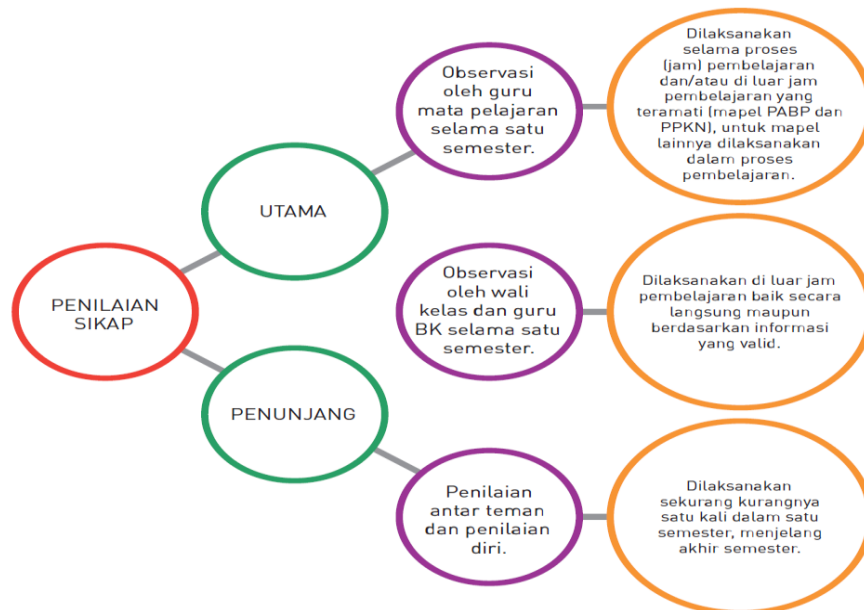 PENILAIAN
SIKAP
UTAMA
Observasi
oleh guru
mata pelajaran
selama satu
semester.
Dilaksanakan
selama proses
(jam) pembelajaran
dan/atau di luar jam
pembelajaran yang
teramati (mapel PABP dan
PPKN), untuk mapel
lainnya dilaksanakan
dalam proses
pembelajaran.
Observasi
oleh wali
kelas dan guru
BK selama satu
semester.
Dilaksanakan di luar jam
pembelajaran baik secara
langsung maupun
berdasarkan informasi
yang valid.
PENUNJANG
Penilaian
antar teman
dan penilaian
diri.
Dilaksanakan
sekurang kurangnya
satu kali dalam satu
semester, menjelang
akhir semester.